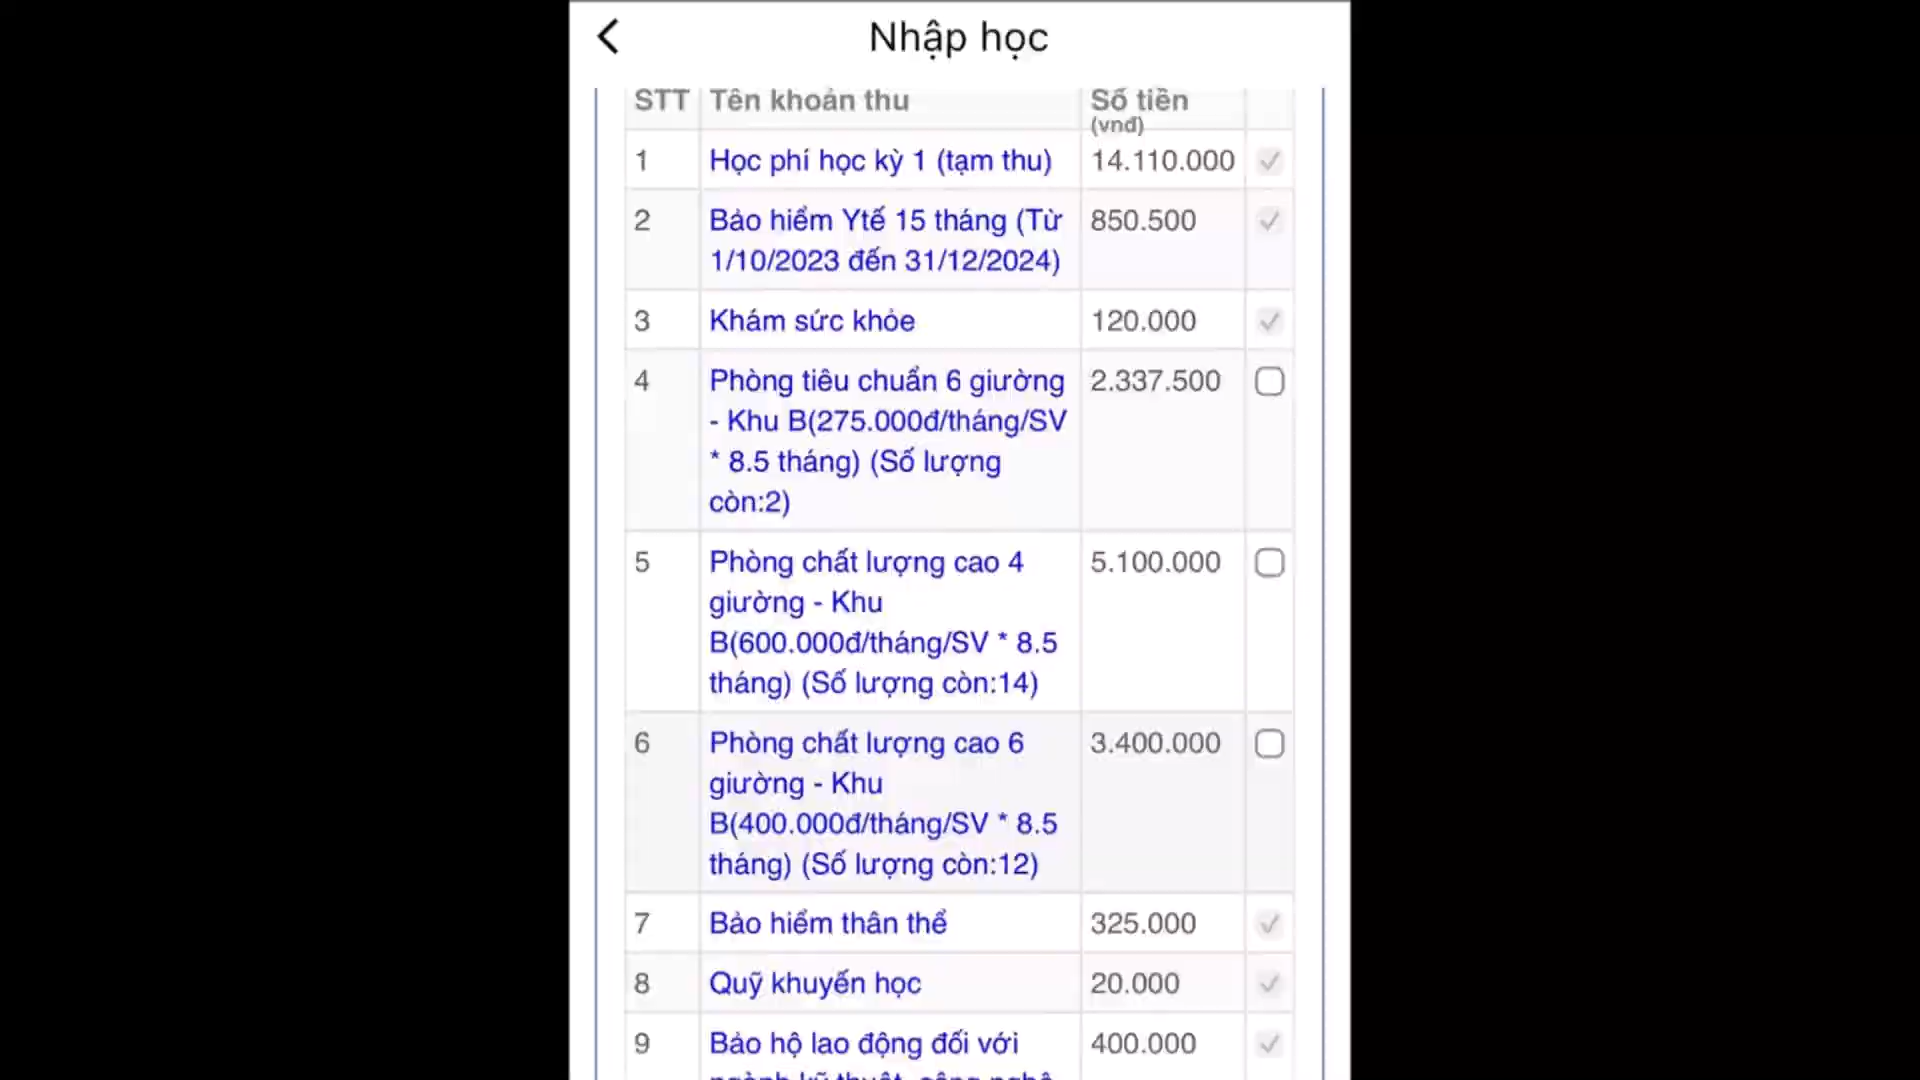 Nhập học
STT Tên khoản thu Số tiền
(vnđ)
1 Học phí học kỳ 1 (tạm thu) 14.110.000
2 Bảo hiểm Ytế 15 tháng (Từ 850.500
1/10/2023 đến 31/12/2024)
3 Khám sức khỏe 120.000
4 Phòng tiêu chuẩn 6 giường 2.337.500
- Khu B(275.000đ/tháng/SV
* 8.5 tháng) (Số lượng
còn:2)
5 Phòng chất lượng cao 4 5.100.000
giường - Khu
B(600.000đ/tháng/SV * 8.5
tháng) (Số lượng còn:14)
6 Phòng chất lượng cao 6 3.400.000
giường - Khu
B(400.000đ/tháng/SV * 8.5
tháng) (Số lượng còn:12)
7 Bảo hiểm thân thể 325.000
8 Quỹ khuyến học 20.000
9 Bảo hộ lao động đối với 400.000